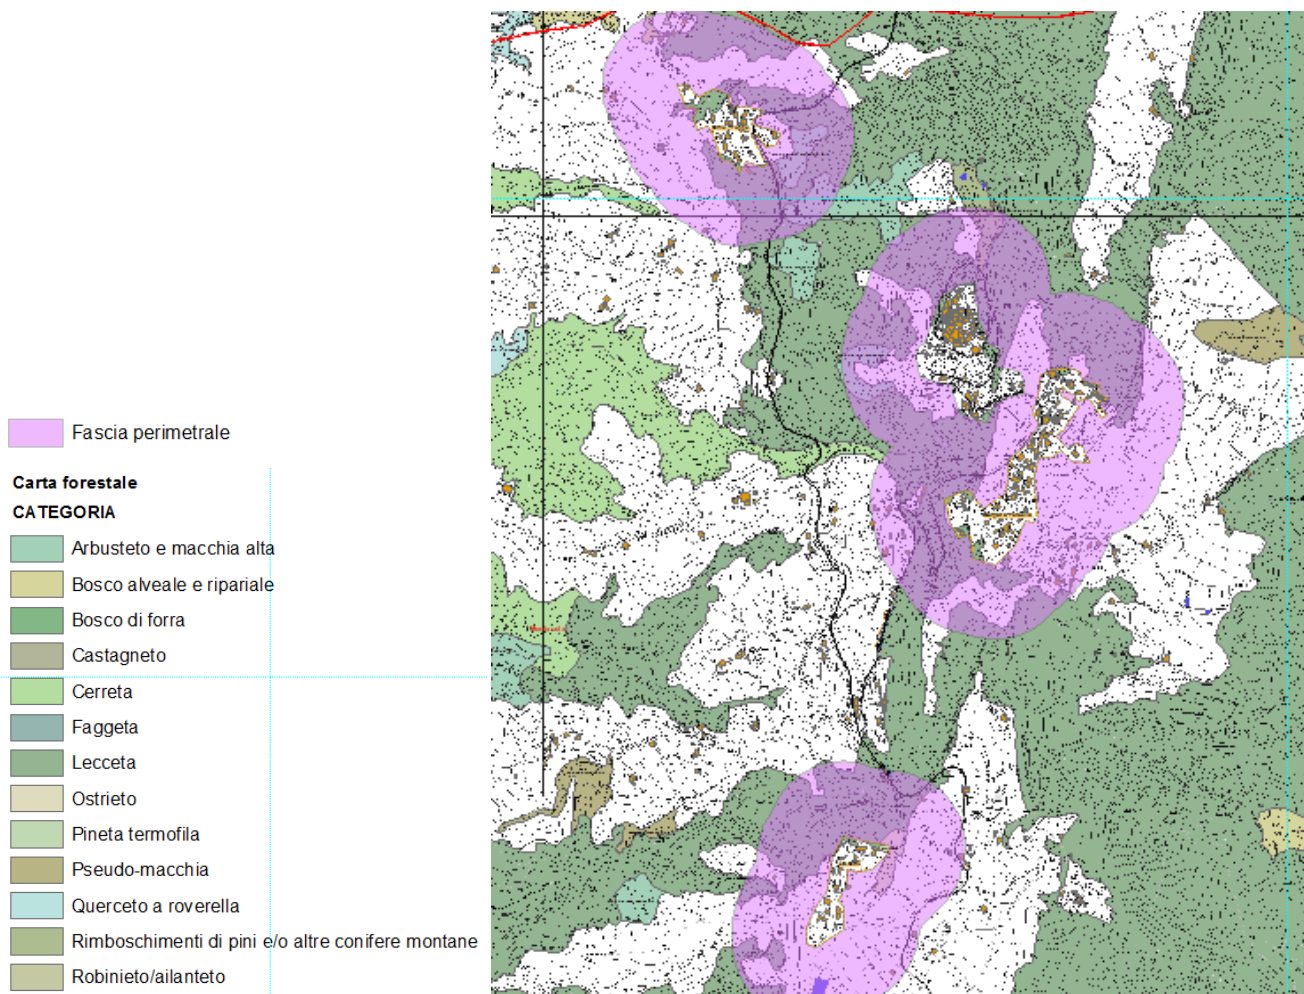 Fascia perimetrale
Carta forestale
CATEGORIA
Arbusteto e macchia alta
Bosco alveale e ripariale
Bosco di forra
Castagneto
Cerreta
Faggeta
Lecceta
Ostrieto
Pineta termofila
Pseudo-macchia
Querceto a roverella
Rimboschimenti di pini e/o altre conifere montane
Robinieto/ailanteto